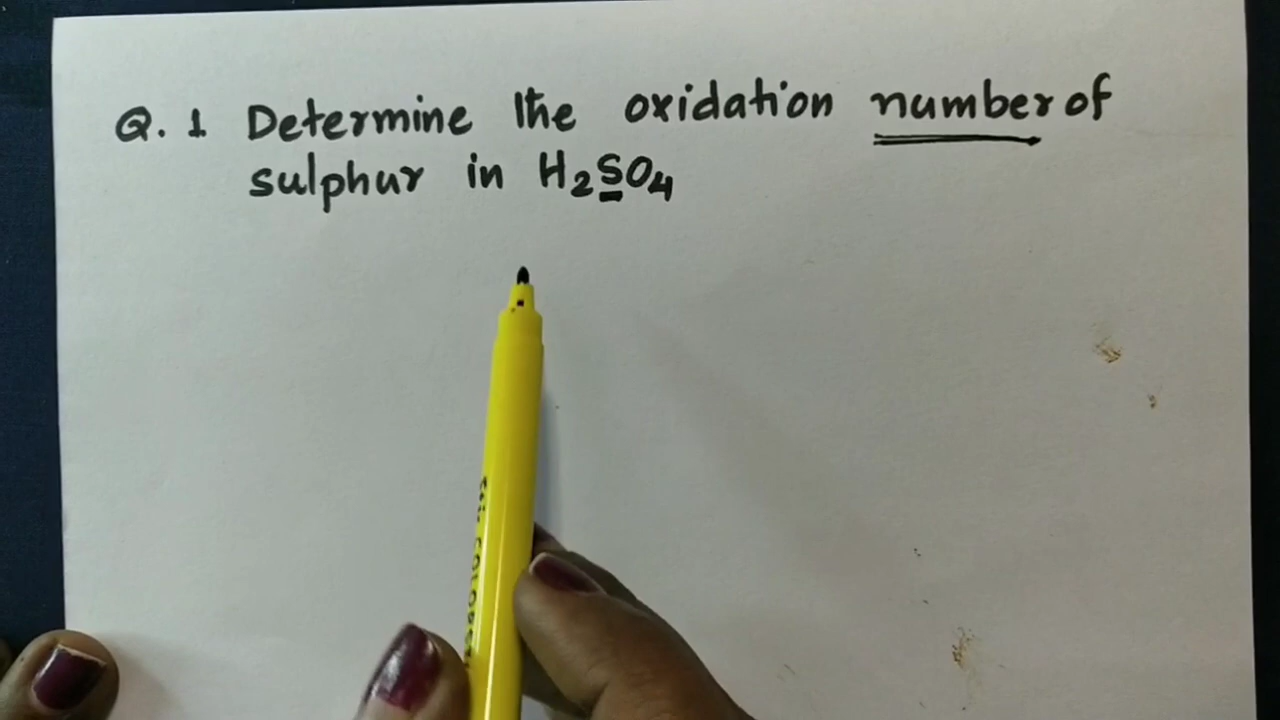 Q. 1 Determine the oxidation number of
sulphur in H2SO4